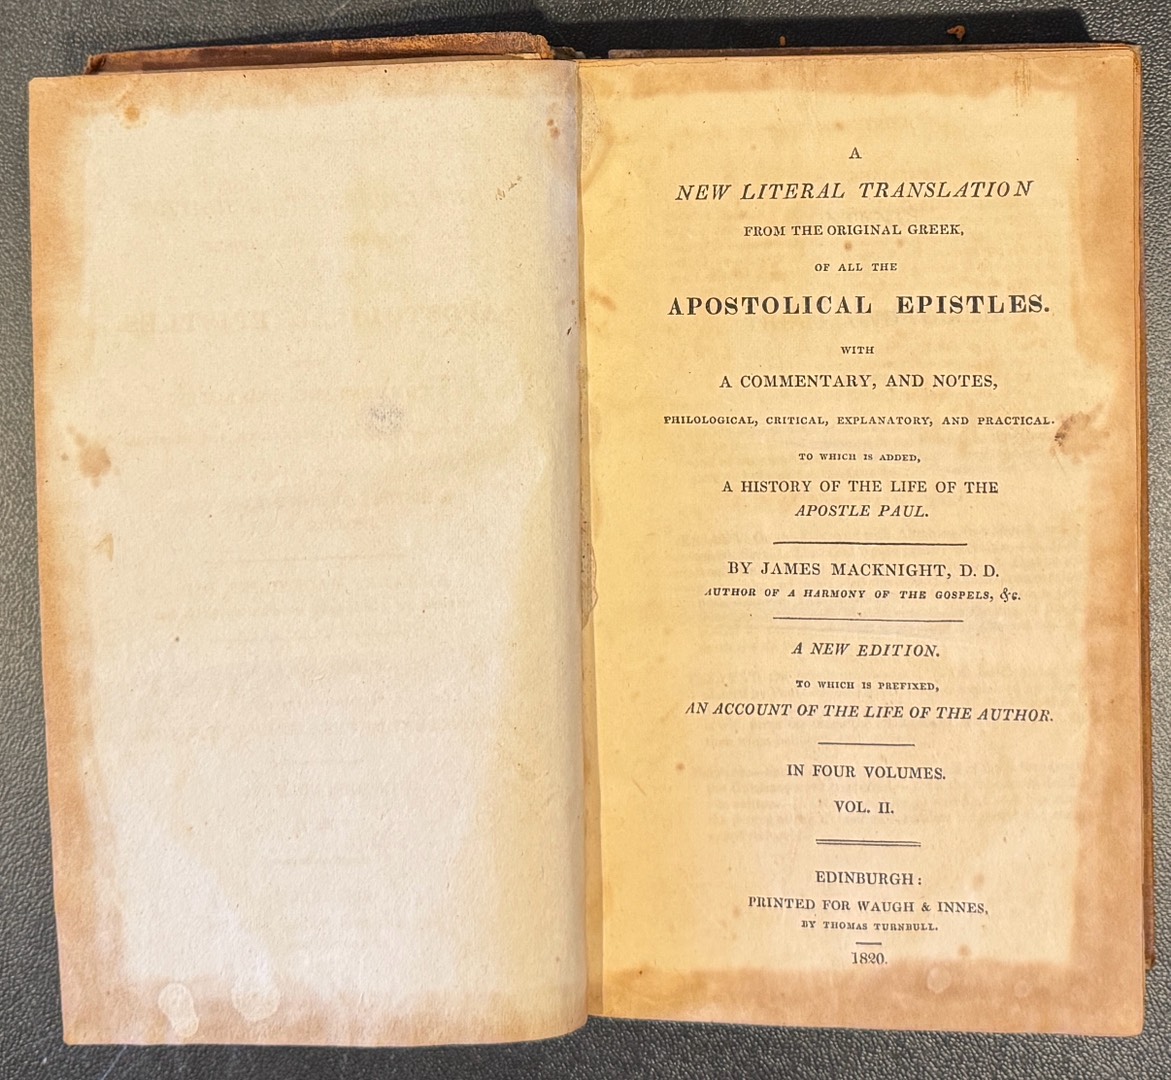 A
NEW LITERAL TRANSLATION
FROM THE ORIGINAL GREEK,
OF ALL THE
APOSTOLICAL EPISTLES.
WITH
A COMMENTARY, AND NOTES,
PHILOLOGICAL, CRITICAL, EXPLANATORY, AND PRACTICAL.
TO WHICH IS ADDED,
A HISTORY OF THE LIFE OF THE
APOSTLE PAUL.
BY JAMES MACKNIGHT, D. D.
AUTHOR OF A HARMONY OF THE GOSPELS, &c.
A NEW EDITION.
TO WHICH IS PREFIXED,
AN ACCOUNT OF THE LIFE OF THE AUTHOR.
IN FOUR VOLUMES.
VOL. II.
EDINBURGH:
PRINTED FOR WAUGH & INNES,
BY THOMAS TURNBULL.
1820.